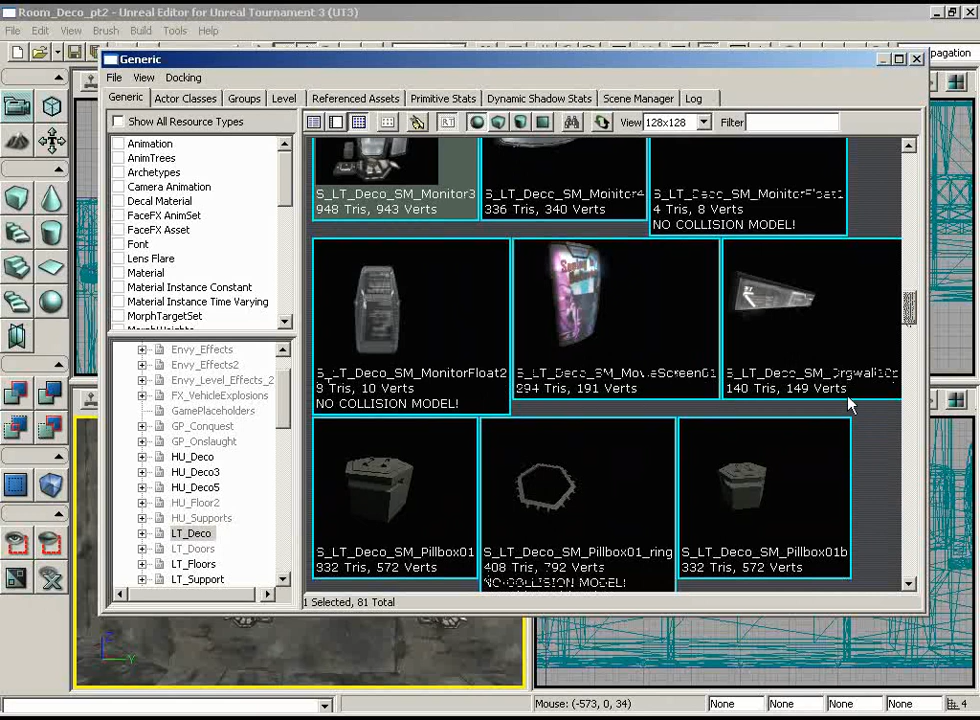 Room_Deco_pt2 - Unreal Editor for Unreal Tournament 3 (UT3)
File Edit View Brush Build Tools Help
pagation
Generic
File View Docking
Generic Actor Classes Groups Level Referenced Assets Primitive Stats Dynamic Shadow Stats Scene Manager Log
Show All Resource Types
View 128x128 Filter
Animation
AnimTrees
Archetypes
Camera Animation
Decal Material
FaceFX AnimSet
FaceFX Asset
Font
Lens Flare
Material
Material Instance Constant
Material Instance Time Varying
MorphTargetSet
MorphWeights
Envy_Effects
Envy_Effects2
Envy_Level_Effects_2
FX_VehicleExplosions
GamePlaceholders
GP_Conquest
GP_Onslaught
HU_Deco
HU_Deco3
HU_Deco5
HU_Floor2
HU_Supports
LT_Deco
LT_Doors
LT_Floors
LT_Support
S_LT_Deco_SM_Monitor3
948 Tris, 943 Verts
S_LT_Deco_SM_Monitor4
336 Tris, 340 Verts
S_LT_Deco_SM_MonitorFloat1
4 Tris, 8 Verts
NO COLLISION MODEL!
S_LT_Deco_SM_MonitorFloat2
Tris, 10 Verts
NO COLLISION MODEL!
S_LT_Deco_SM_MovieScreen01
294 Tris, 191 Verts
140 Tris, 149 Verts
S_LT_Deco_SM_Pillbox01
332 Tris, 572 Verts
S_LT_Deco_SM_Pillbox01_ring
408 Tris, 792 Verts
NO COLLISION MODEL!
S_LT_Deco_SM_Pillbox01b
332 Tris, 572 Verts
1 Selected, 81 Total
Z
Y
Mouse: (-573, 0, 34) None None None None 4